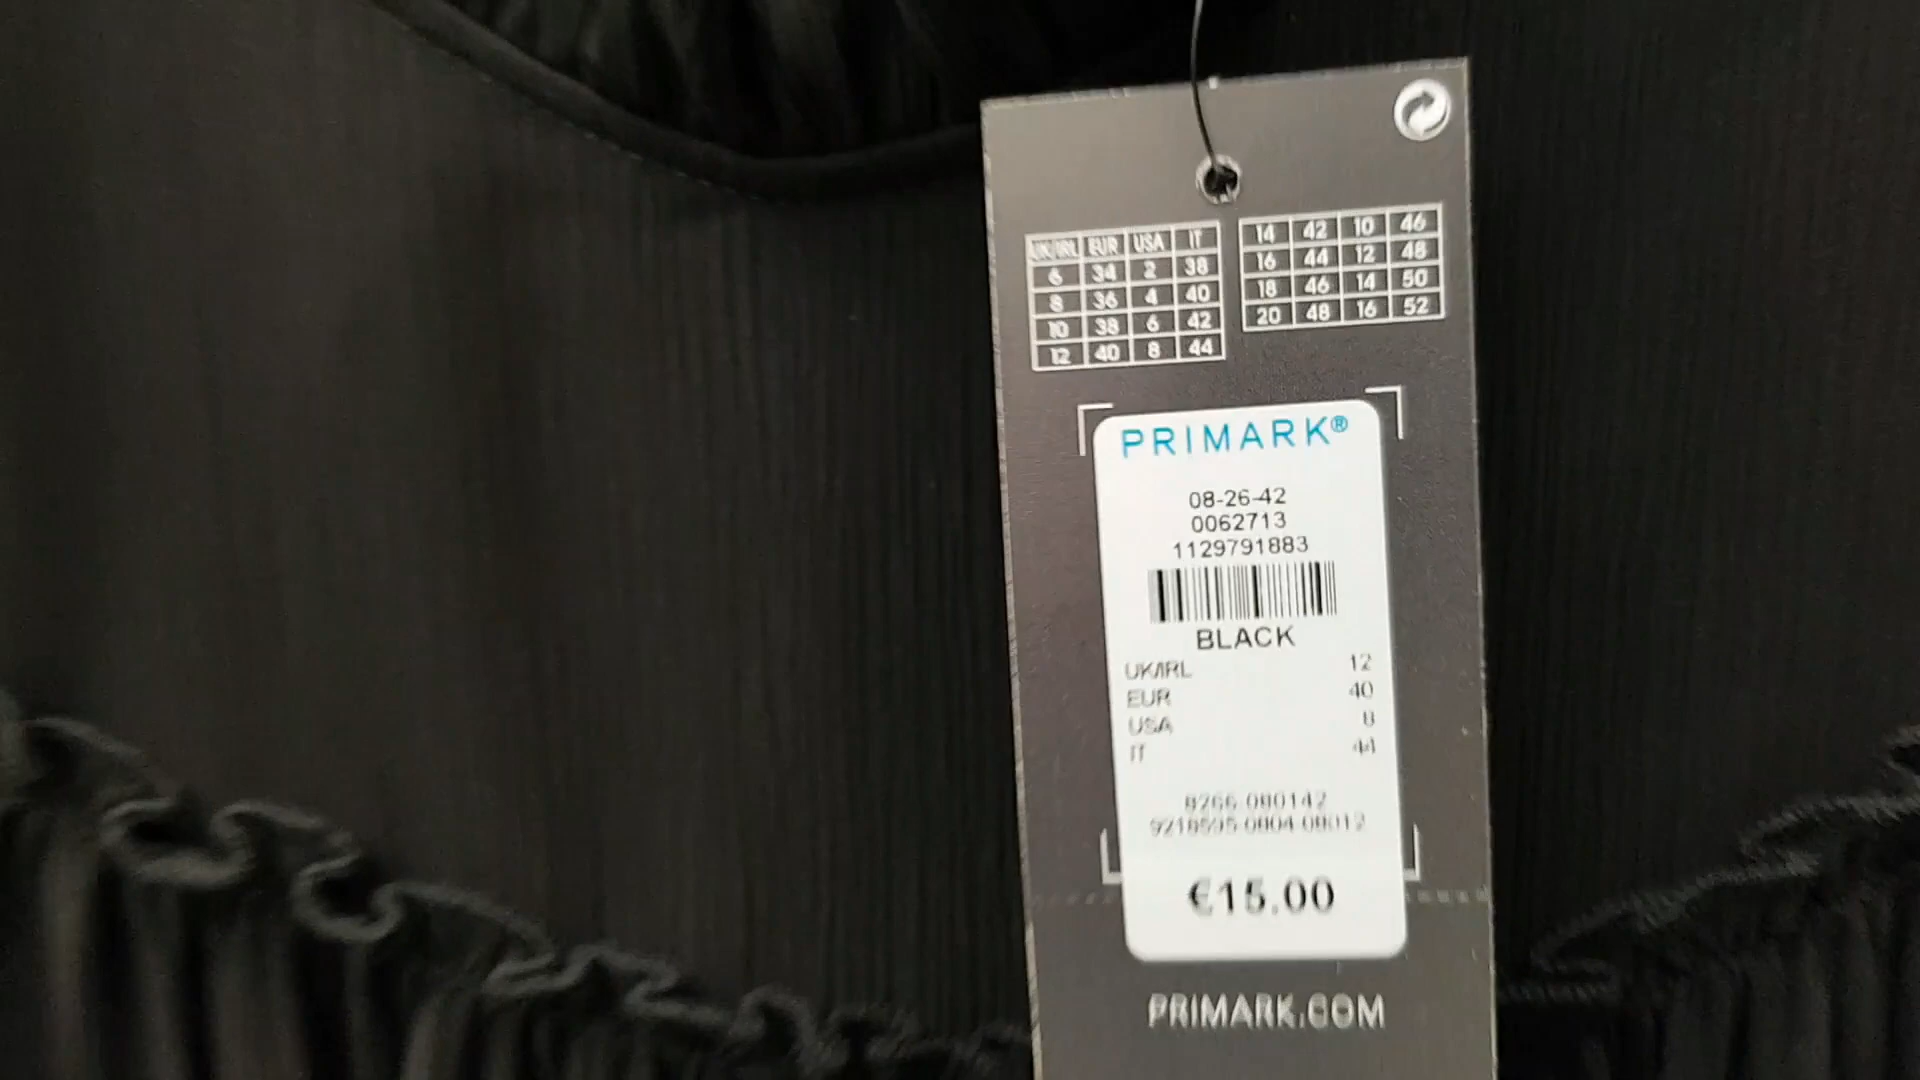 UK/IRL EUR USA IT
6 34 2 38
8 36 4 40
10 38 6 42
12 40 8 44
14 42 10 46
16 44 12 48
18 46 14 50
20 48 16 52
PRIMARK®
08-26-42
0062713
1129791883
BLACK
UK/IRL 12
EUR 40
USA 8
IT 44
8266-080142
9218595-0804-08012
€15.00
PRIMARK.COM